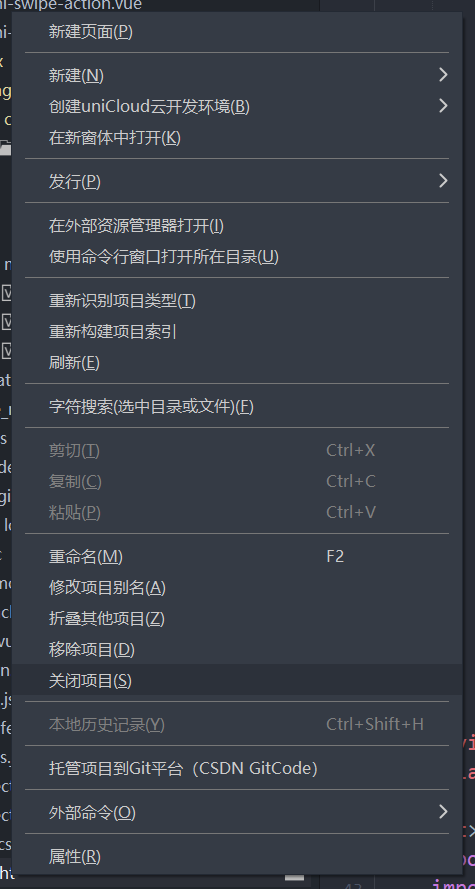 ni-swipe-action.vue
新建页面(P)
新建(N)
创建uniCloud云开发环境(B)
在新窗体中打开(K)
发行(P)
在外部资源管理器打开(I)
使用命令行窗口打开所在目录(U)
重新识别项目类型(T)
重新构建项目索引
刷新(E)
字符搜索(选中目录或文件)(F)
剪切(T) Ctrl+X
复制(C) Ctrl+C
粘贴(P) Ctrl+V
重命名(M) F2
修改项目别名(A)
折叠其他项目(Z)
移除项目(D)
关闭项目(S)
本地历史记录(Y) Ctrl+Shift+H
托管项目到Git平台（CSDN GitCode）
外部命令(O)
属性(R)